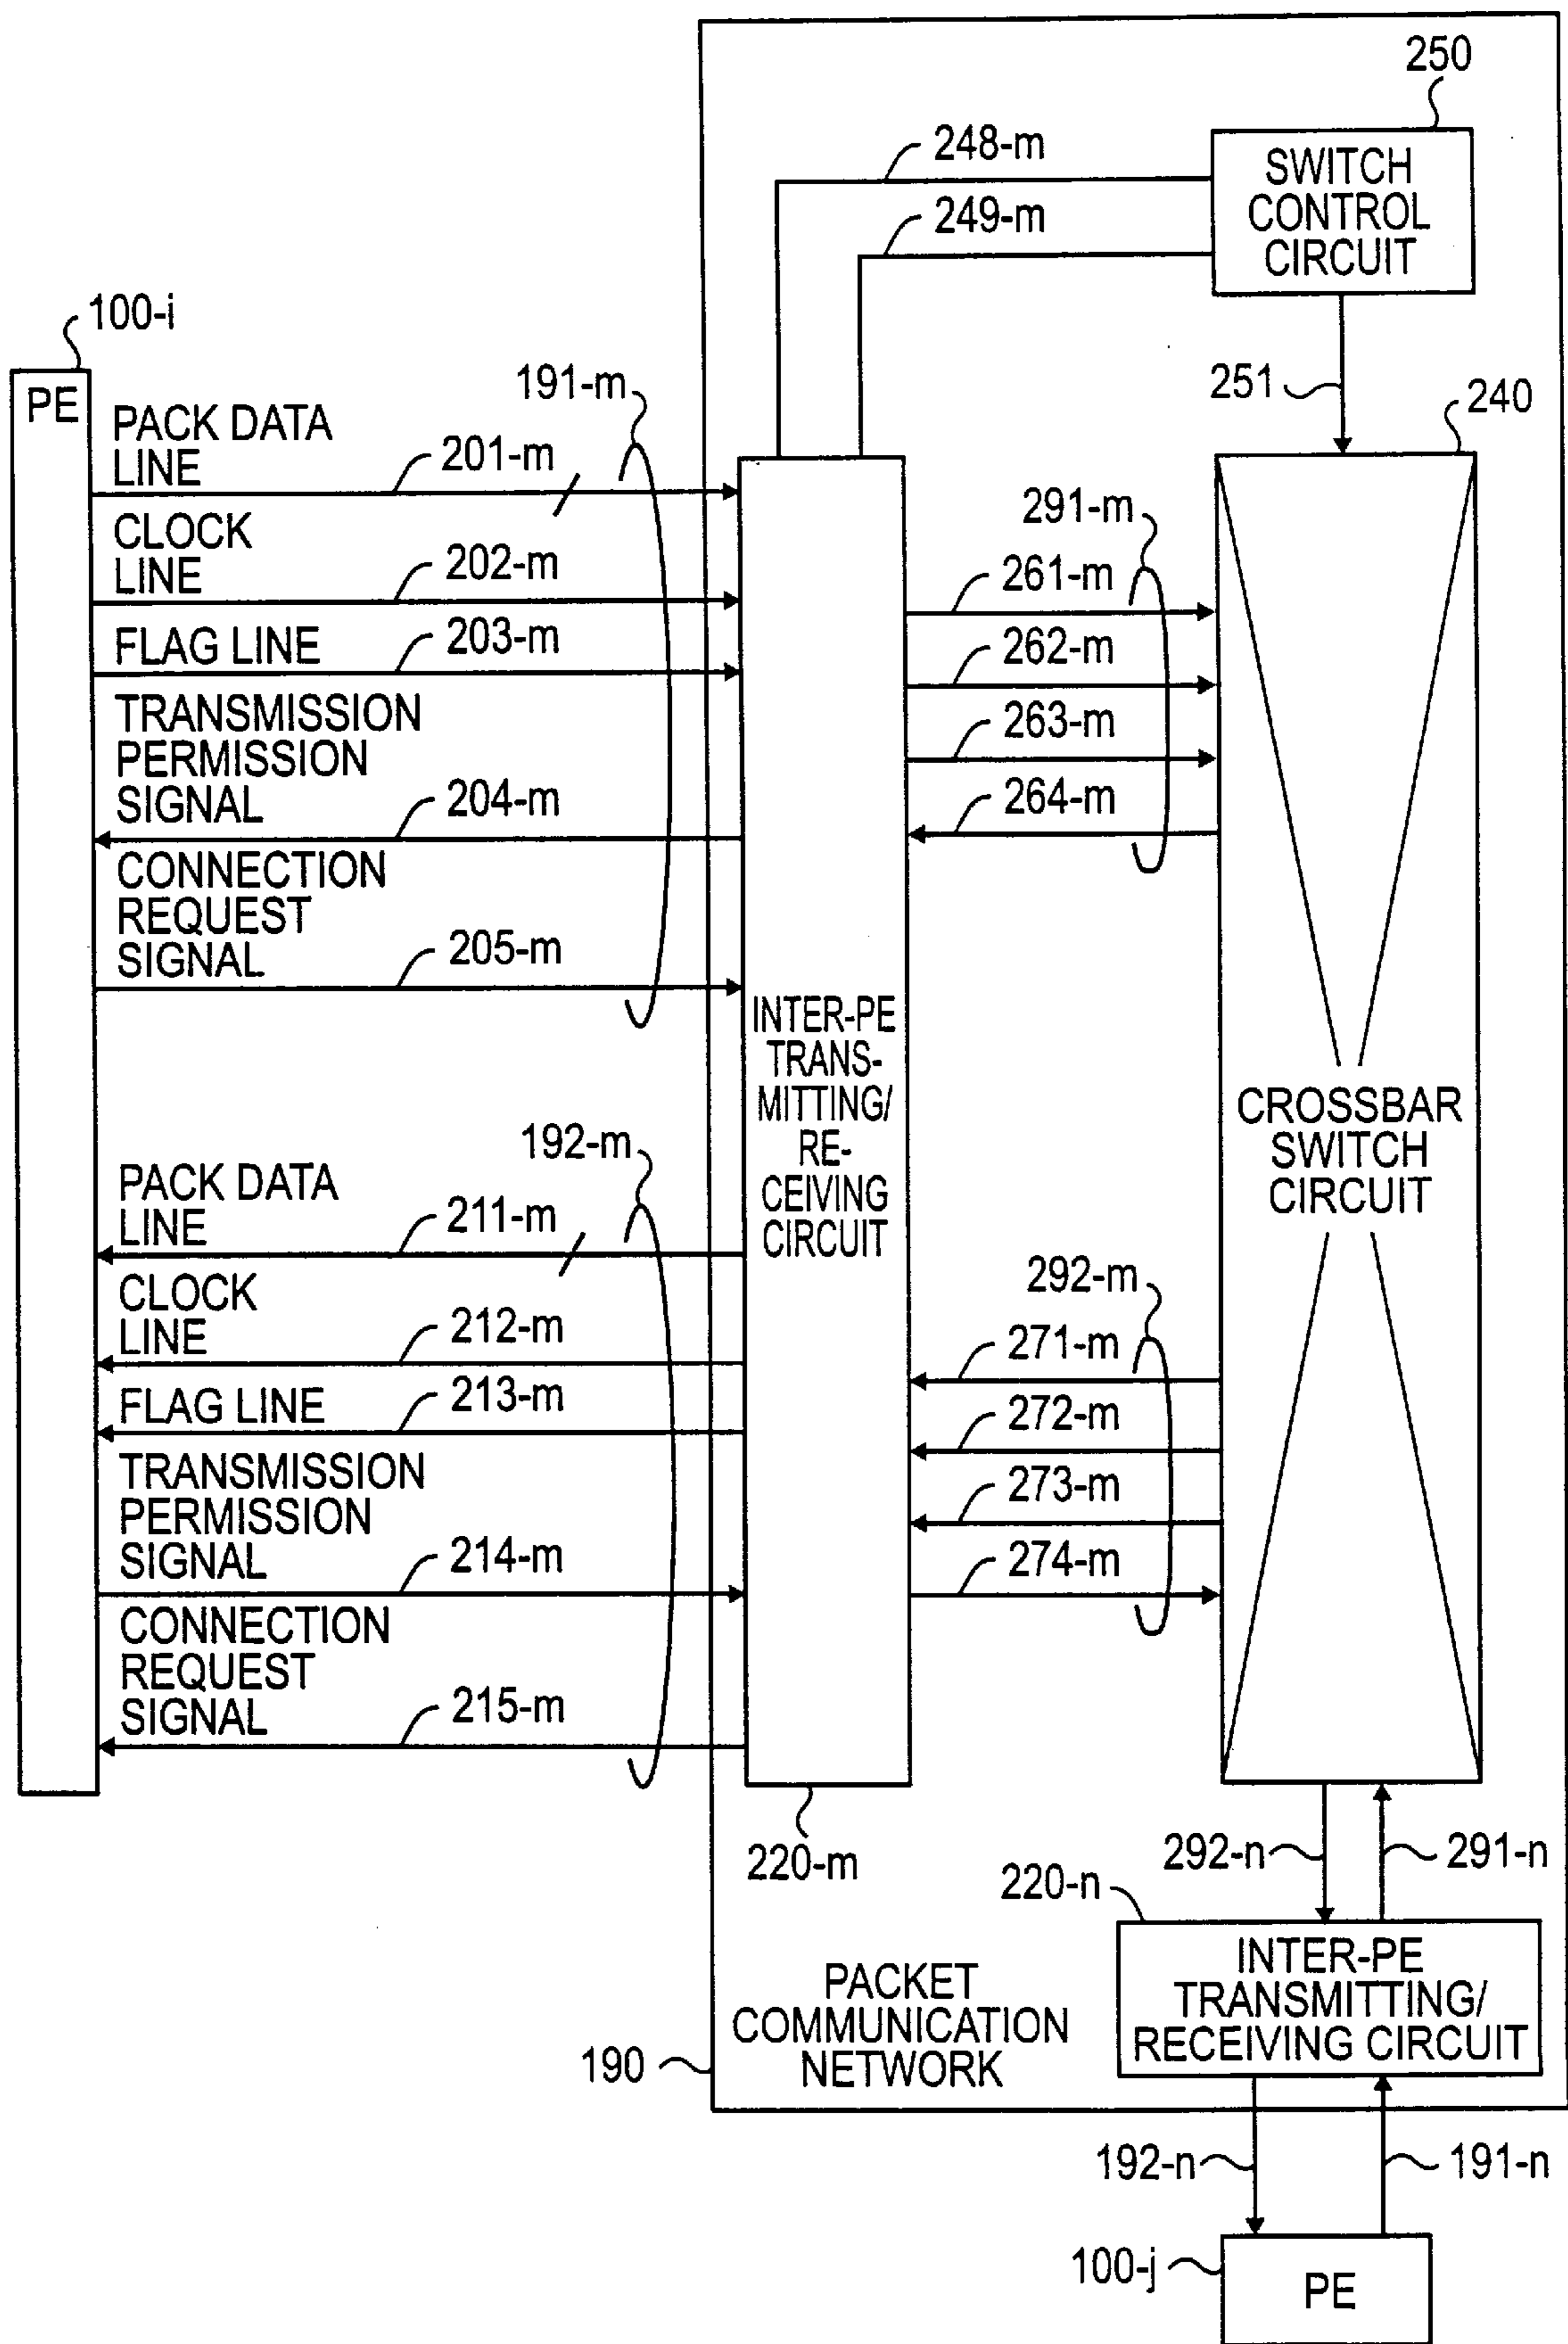 250
248-m
SWITCH
CONTROL
CIRCUIT
249-m
100-i
251
240
PE
191-m
PACK DATA
LINE
201-m
291-m
CLOCK
LINE
202-m
261-m
FLAG LINE
203-m
262-m
TRANSMISSION
PERMISSION
SIGNAL
204-m
263-m
264-m
CONNECTION
REQUEST
SIGNAL
205-m
INTER-PE
TRANS-
MITTING/
RE-
CEIVING
CIRCUIT
CROSSBAR
SWITCH
CIRCUIT
192-m
PACK DATA
LINE
211-m
292-m
CLOCK
LINE
212-m
271-m
FLAG LINE
213-m
272-m
TRANSMISSION
PERMISSION
SIGNAL
214-m
273-m
274-m
CONNECTION
REQUEST
SIGNAL
215-m
220-m
292-n
291-n
220-n
INTER-PE
TRANSMITTING/
RECEIVING CIRCUIT
PACKET
COMMUNICATION
NETWORK
190
192-n
191-n
100-j
PE